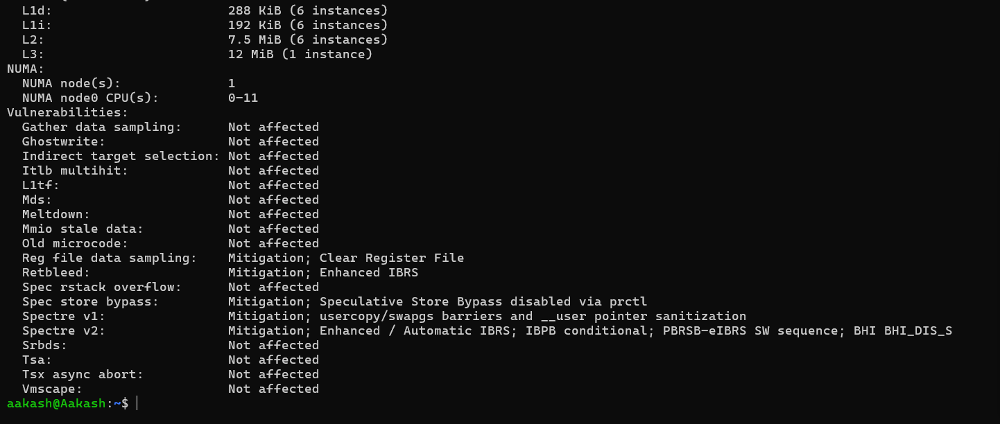 L1d: 288 KiB (6 instances)
L1i: 192 KiB (6 instances)
L2: 7.5 MiB (6 instances)
L3: 12 MiB (1 instance)
NUMA:
NUMA node(s): 1
NUMA node0 CPU(s): 0-11
Vulnerabilities:
Gather data sampling: Not affected
Ghostwrite: Not affected
Indirect target selection: Not affected
Itlb multihit: Not affected
L1tf: Not affected
Mds: Not affected
Meltdown: Not affected
Mmio stale data: Not affected
Old microcode: Not affected
Reg file data sampling: Mitigation; Clear Register File
Retbleed: Mitigation; Enhanced IBRS
Spec rstack overflow: Not affected
Spec store bypass: Mitigation; Speculative Store Bypass disabled via prctl
Spectre v1: Mitigation; usercopy/swapgs barriers and __user pointer sanitization
Spectre v2: Mitigation; Enhanced / Automatic IBRS; IBPB conditional; PBRSB-eIBRS SW sequence; BHI BHI_DIS_S
Srbds: Not affected
Tsa: Not affected
Tsx async abort: Not affected
Vmscape: Not affected
aakash@Aakash:~$